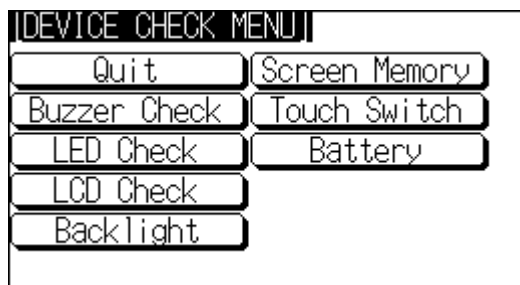 [DEVICE CHECK MENU]
Quit
Screen Memory
Buzzer Check
Touch Switch
LED Check
Battery
LCD Check
Backlight